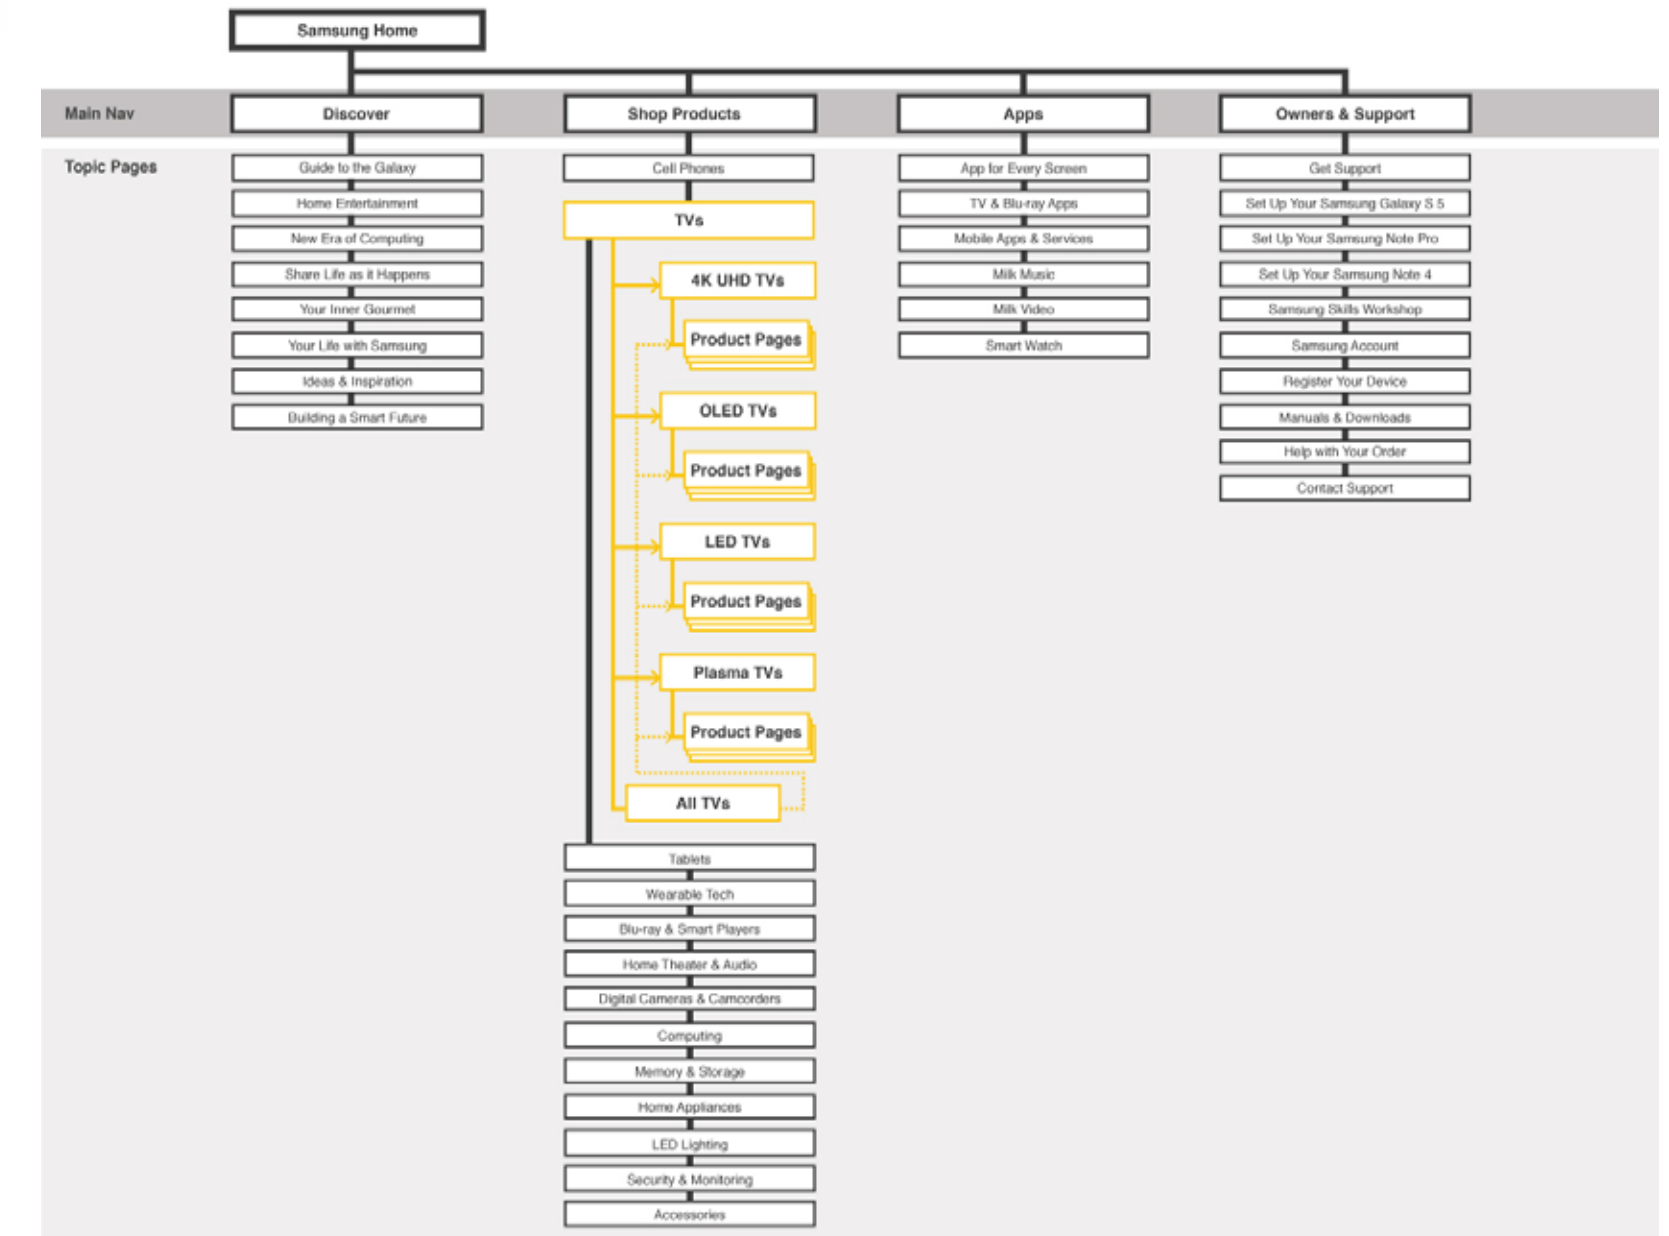 Samsung Home
Main Nav
Discover
Shop Products
Apps
Owners & Support
Topic Pages
Guide to the Galaxy
Home Entertainment
New Era of Computing
Share Life as it Happens
Your Inner Gourmet
Your Life with Samsung
Ideas & Inspiration
Building a Smart Future
Cell Phones
TVs
4K UHD TVs
Product Pages
OLED TVs
Product Pages
LED TVs
Product Pages
Plasma TVs
Product Pages
All TVs
Tablets
Wearable Tech
Blu-ray & Smart Players
Home Theater & Audio
Digital Cameras & Camcorders
Computing
Memory & Storage
Home Appliances
LED Lighting
Security & Monitoring
Accessories
App for Every Screen
TV & Blu-ray Apps
Mobile Apps & Services
Milk Music
Milk Video
Smart Watch
Get Support
Set Up Your Samsung Galaxy S 5
Set Up Your Samsung Note Pro
Set Up Your Samsung Note 4
Samsung Skills Workshop
Samsung Account
Register Your Device
Manuals & Downloads
Help with Your Order
Contact Support